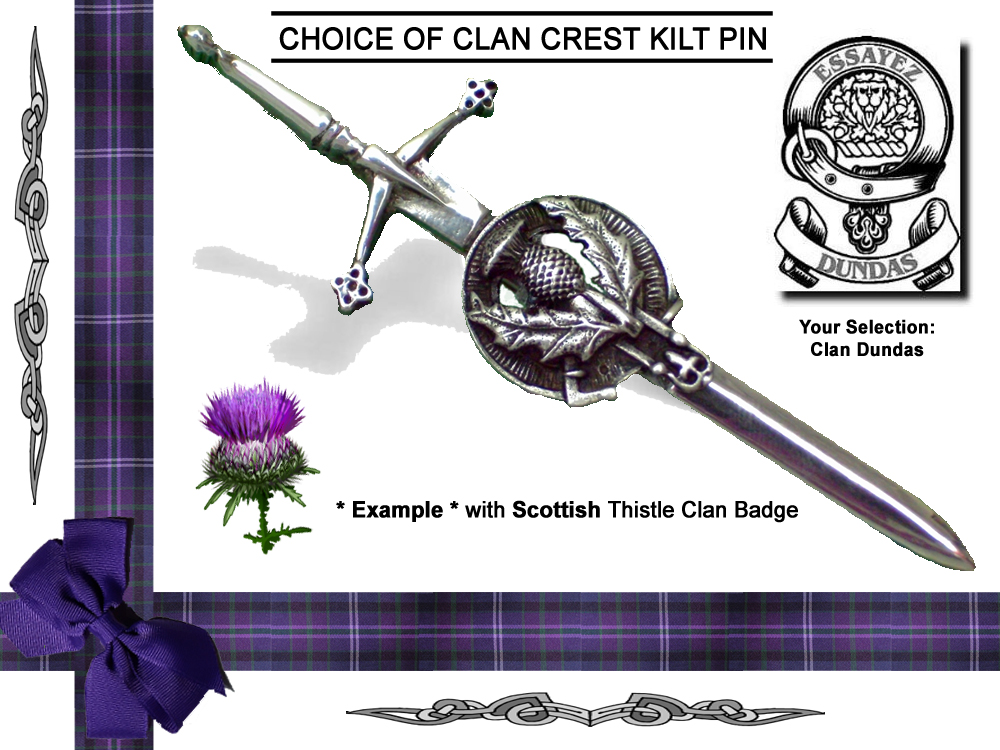 CHOICE OF CLAN CREST KILT PIN
ESSAYEZ
DUNDAS
Your Selection:
Clan Dundas
* Example * with Scottish Thistle Clan Badge